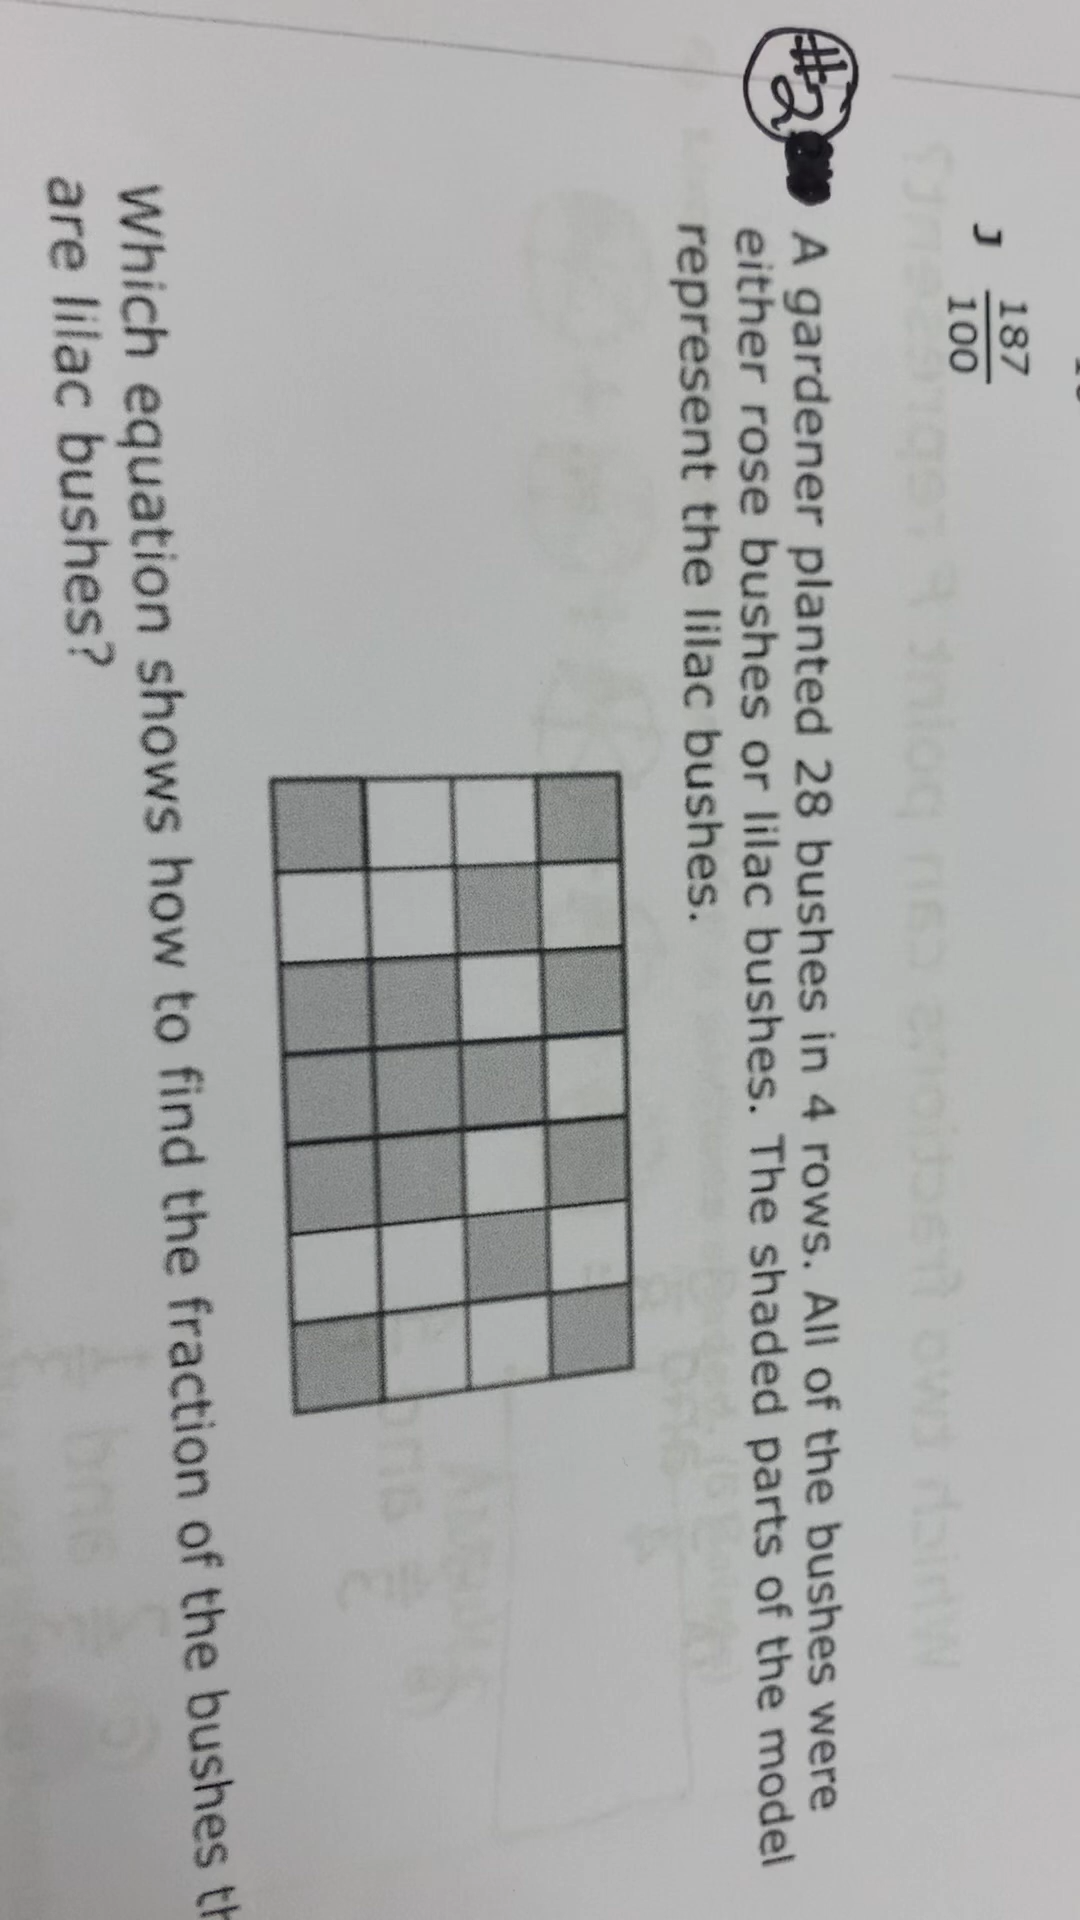 J 187/100
#2
A gardener planted 28 bushes in 4 rows. All of the bushes were
either rose bushes or lilac bushes. The shaded parts of the model
represent the lilac bushes.
Which equation shows how to find the fraction of the bushes th
are lilac bushes?